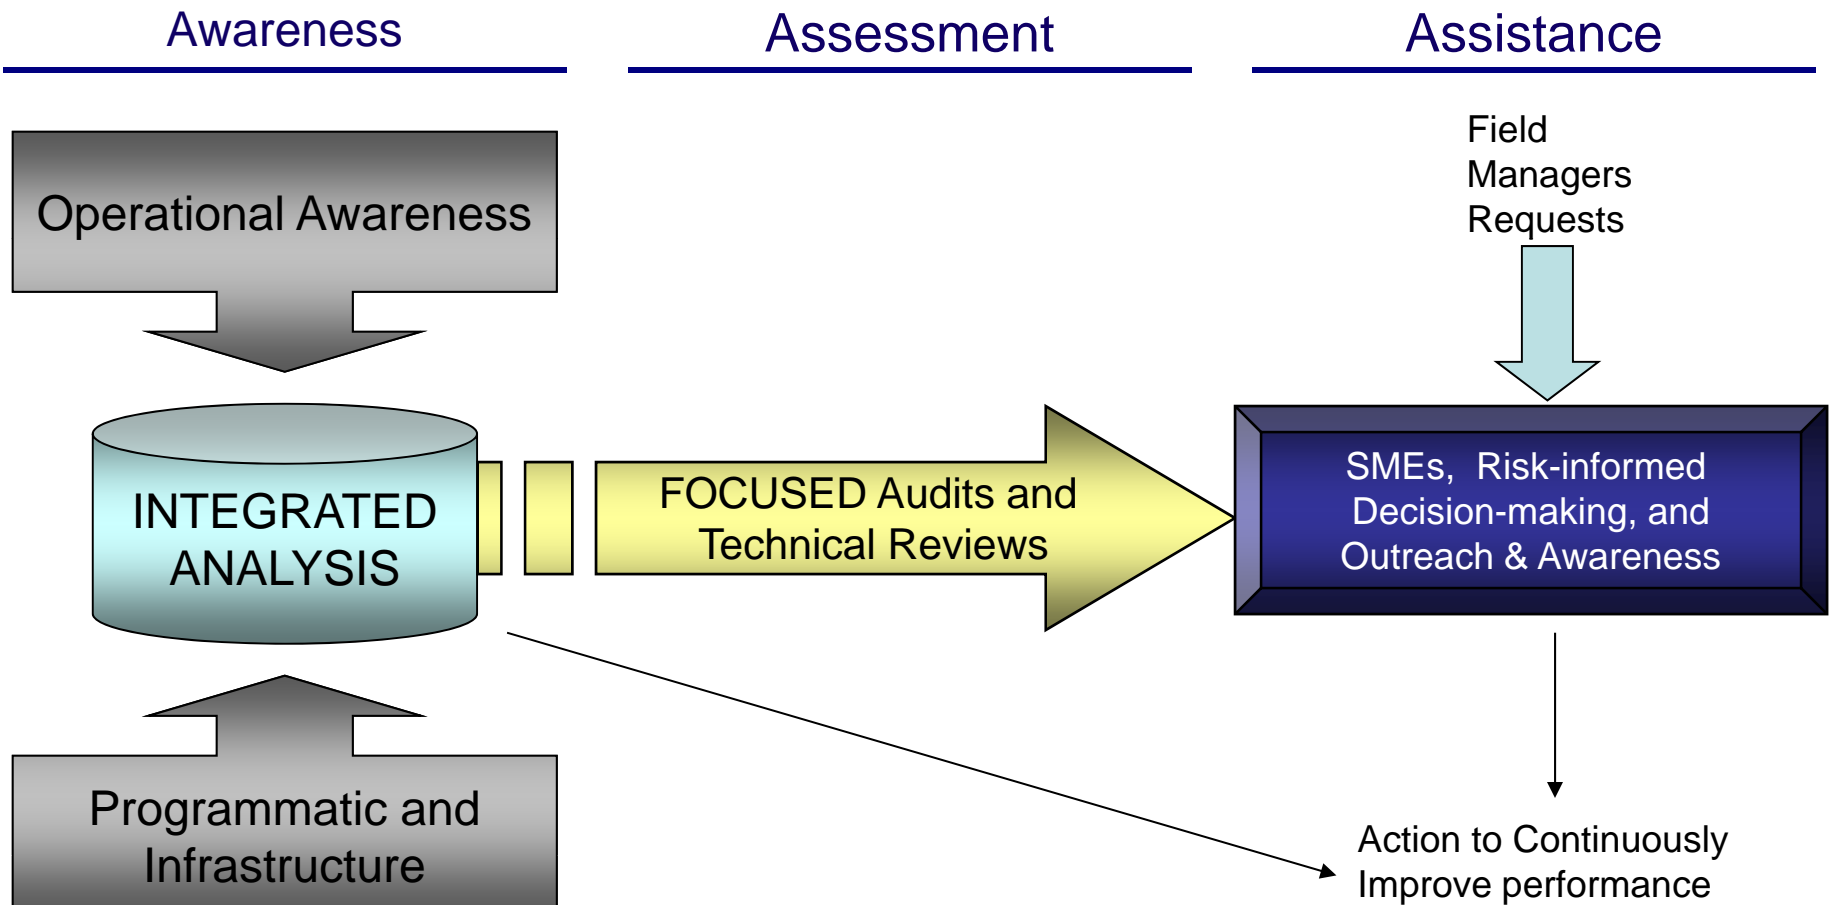 Awareness
Assessment
Assistance
Operational Awareness
Field
Managers
Requests
INTEGRATED
ANALYSIS
FOCUSED Audits and
Technical Reviews
SMEs, Risk-informed
Decision-making, and
Outreach & Awareness
Programmatic and
Infrastructure
Action to Continuously
Improve performance